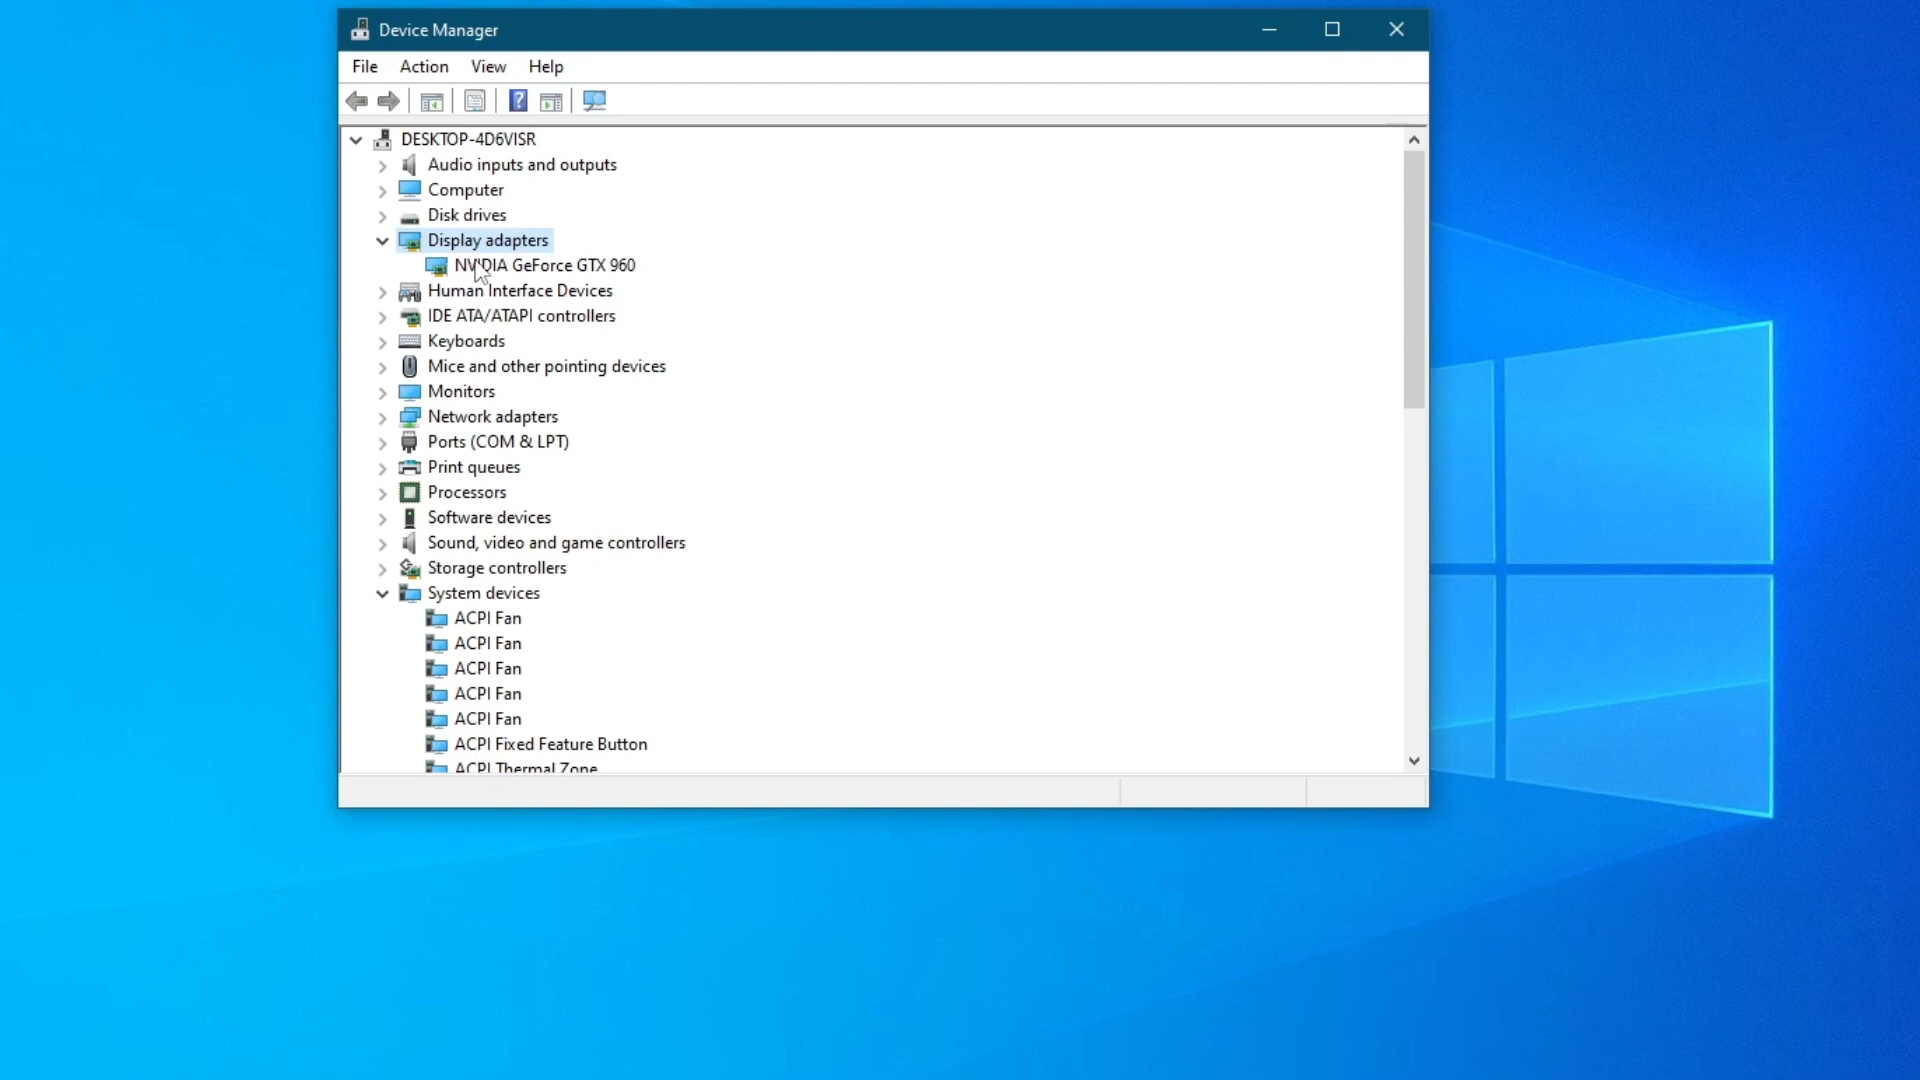 Device Manager
File Action View Help
DESKTOP-4D6VISR
Audio inputs and outputs
Computer
Disk drives
Display adapters
NVIDIA GeForce GTX 960
Human Interface Devices
IDE ATA/ATAPI controllers
Keyboards
Mice and other pointing devices
Monitors
Network adapters
Ports (COM & LPT)
Print queues
Processors
Software devices
Sound, video and game controllers
Storage controllers
System devices
ACPI Fan
ACPI Fan
ACPI Fan
ACPI Fan
ACPI Fan
ACPI Fixed Feature Button
ACPI Thermal Zone